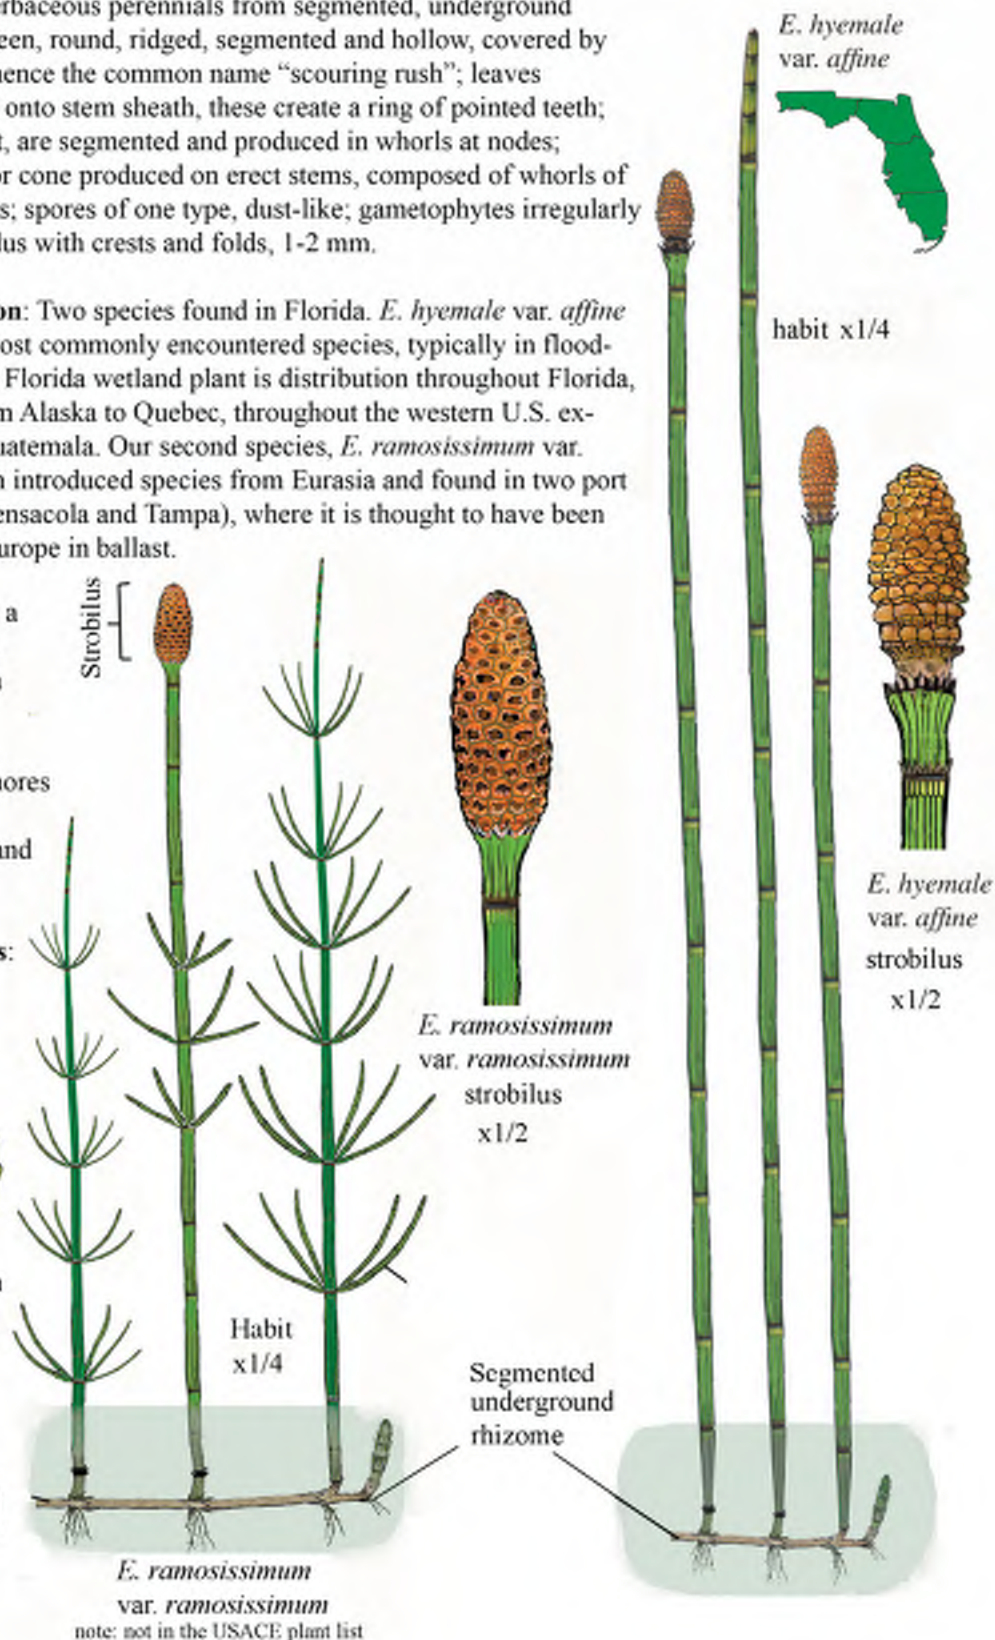 rbaceous perennials from segmented, underground
een, round, ridged, segmented and hollow, covered by
ence the common name “scouring rush”; leaves
onto stem sheath, these create a ring of pointed teeth;
t, are segmented and produced in whorls at nodes;
or cone produced on erect stems, composed of whorls of
s; spores of one type, dust-like; gametophytes irregularly
lus with crests and folds, 1-2 mm.
on: Two species found in Florida. E. hyemale var. affine
ost commonly encountered species, typically in flood-
Florida wetland plant is distribution throughout Florida,
m Alaska to Quebec, throughout the western U.S. ex-
uatemala. Our second species, E. ramosissimum var.
n introduced species from Eurasia and found in two port
ensacola and Tampa), where it is thought to have been
urope in ballast.
a
ores
und
s:
E. hyemale
var. affine
habit x1/4
Strobilus
E. hyemale
var. affine
strobilus
x1/2
E. ramosissimum
var. ramosissimum
strobilus
x1/2
Habit
x1/4
Segmented
underground
rhizome
E. ramosissimum
var. ramosissimum
note: not in the USACE plant list